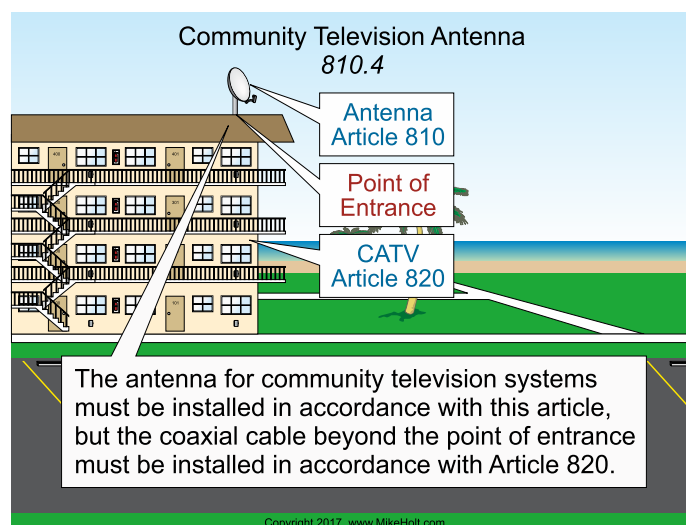 Community Television Antenna
810.4
Antenna
Article 810
Point of
Entrance
CATV
Article 820
The antenna for community television systems
must be installed in accordance with this article,
but the coaxial cable beyond the point of entrance
must be installed in accordance with Article 820.
Copyright 2017, www.MikeHolt.com